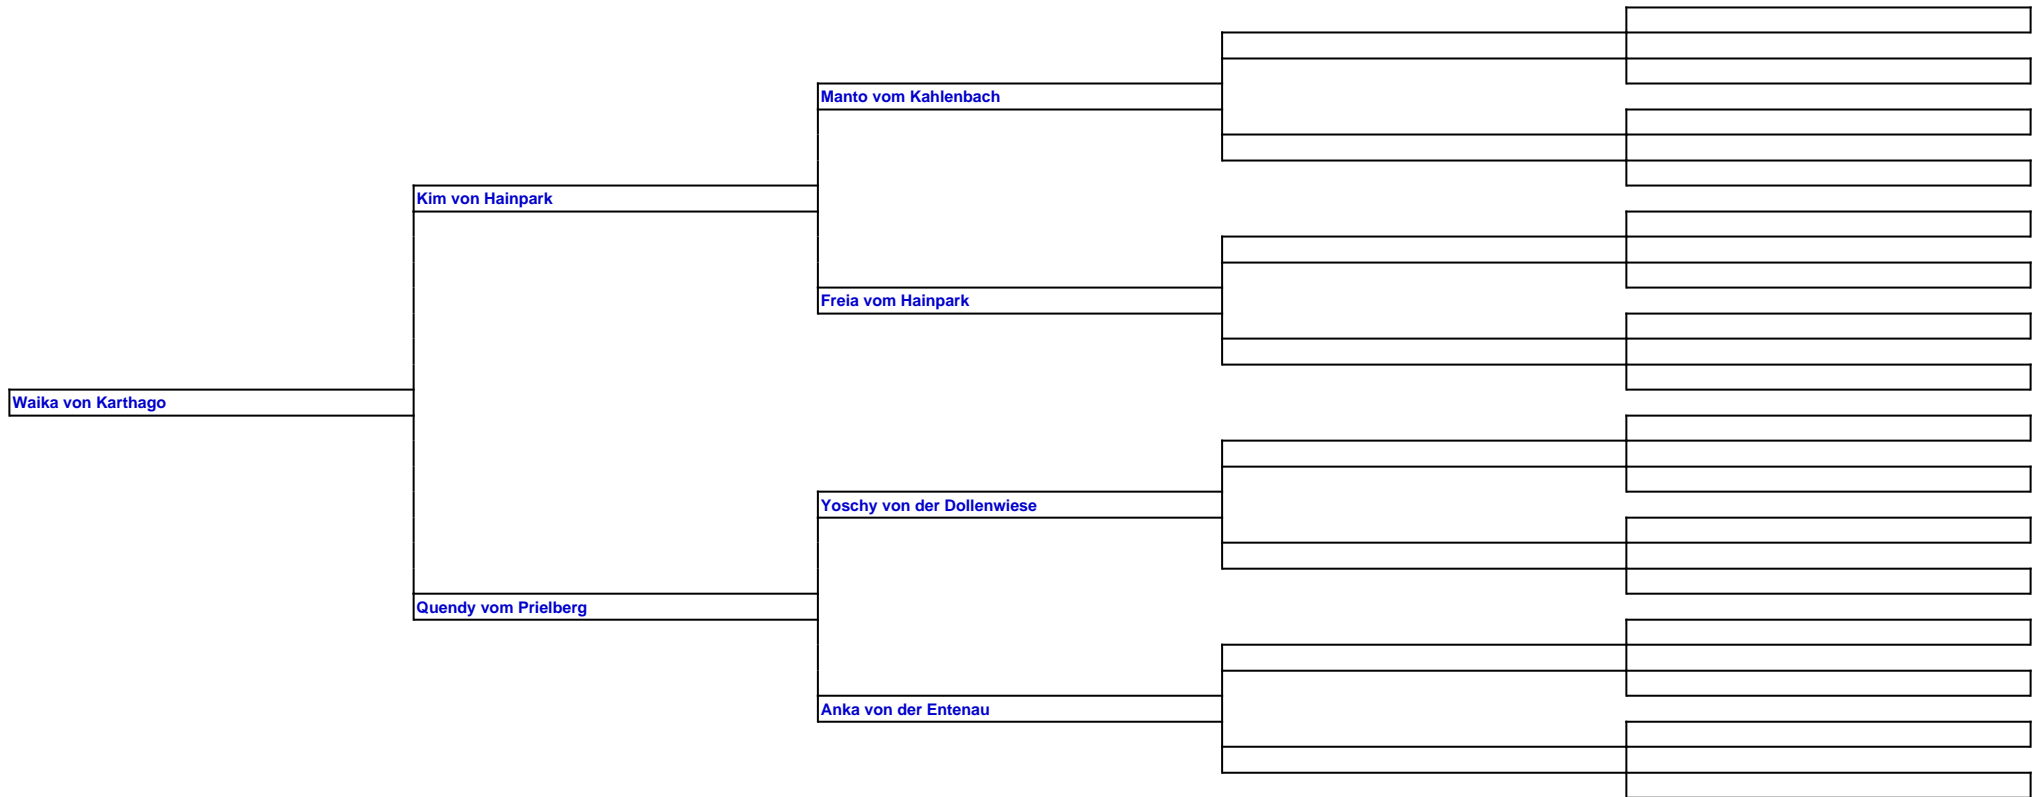 Manto vom Kahlenbach
Kim von Hainpark
Freia vom Hainpark
Waika von Karthago
Yoschy von der Dollenwiese
Quendy vom Prielberg
Anka von der Entenau